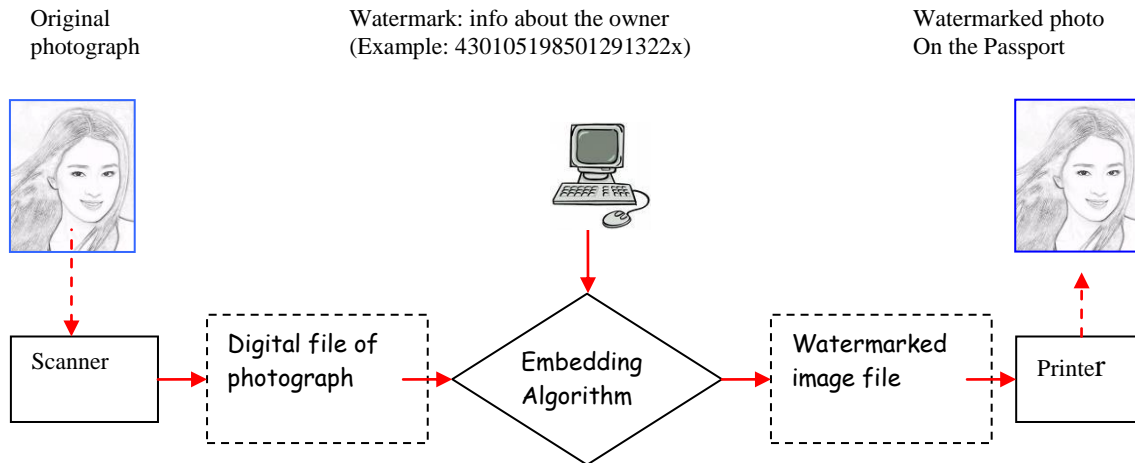 Original
photograph
Watermark: info about the owner
(Example: 430105198501291322x)
Watermarked photo
On the Passport
Scanner
Digital file of
photograph
Embedding
Algorithm
Watermarked
image file
Printer